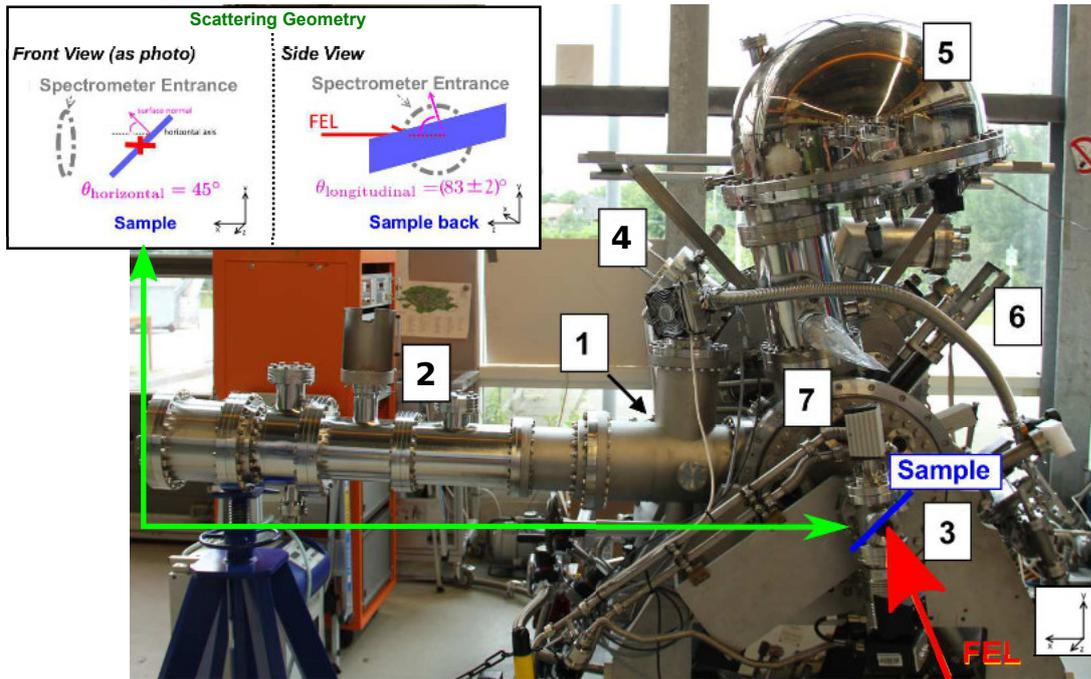 Scattering Geometry
Front View (as photo)
Side View
Spectrometer Entrance
surface normal
horizontal axis
θhorizontal = 45°
Sample
x
y
z
Spectrometer Entrance
FEL
θlongitudinal =(83±2)°
Sample back
x
y
z
1
2
3
4
5
6
7
Sample
FEL
x
y
z